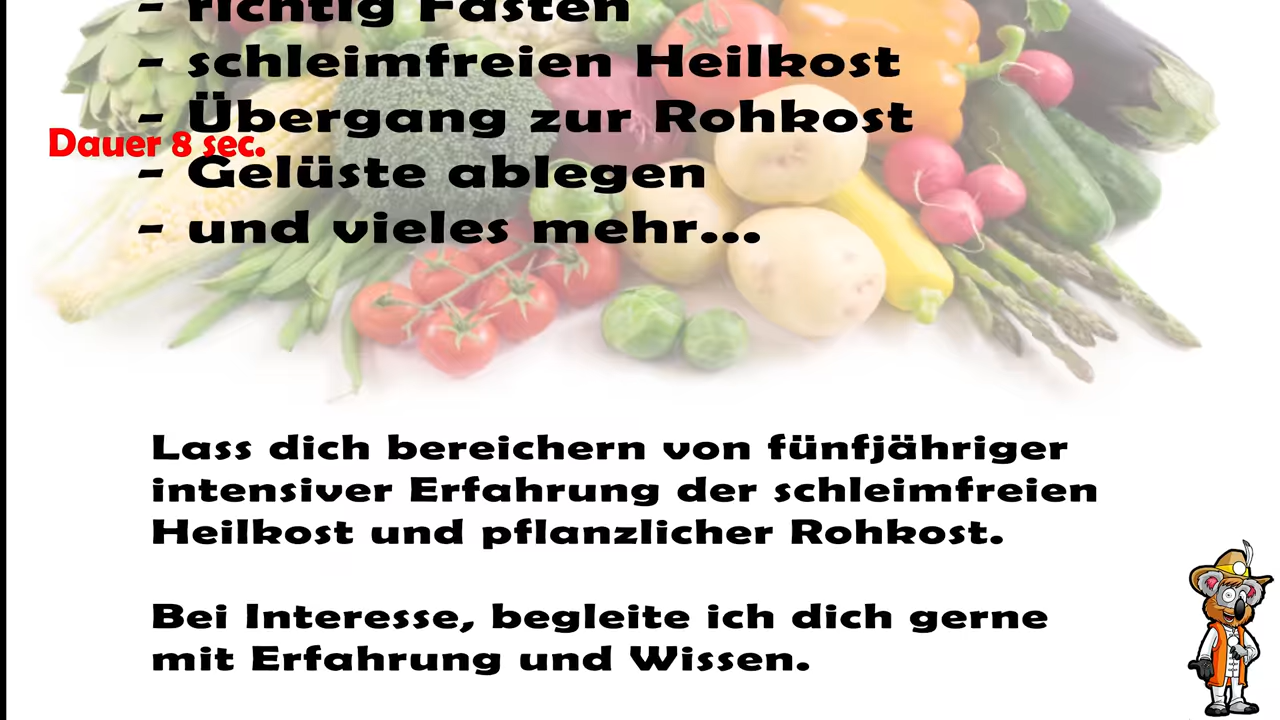 - richtig Fasten
- schleimfreien Heilkost
- Übergang zur Rohkost
Dauer 8 sec.
- Gelüste ablegen
- und vieles mehr...
Lass dich bereichern von fünfjähriger
intensiver Erfahrung der schleimfreien
Heilkost und pflanzlicher Rohkost.
Bei Interesse, begleite ich dich gerne
mit Erfahrung und Wissen.